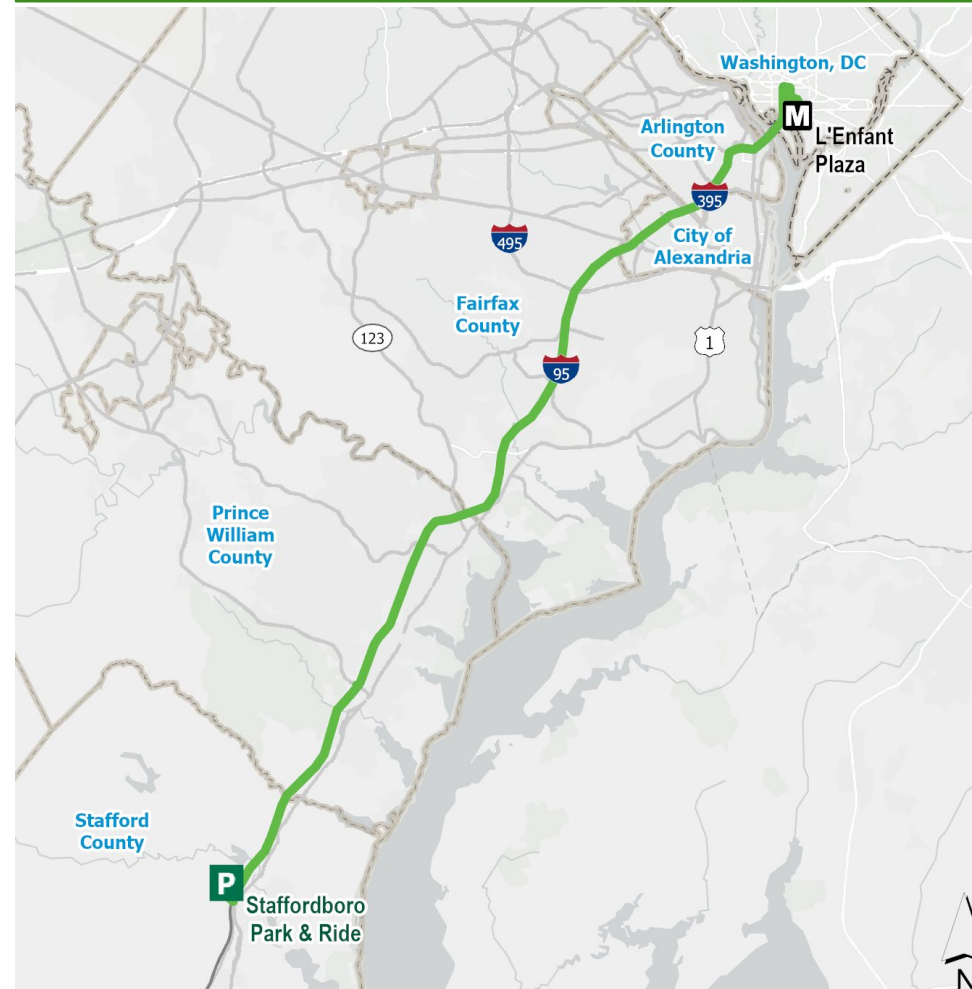 Washington, DC
M
L'Enfant
Plaza
Arlington
County
395
City of
Alexandria
495
Fairfax
County
123
1
95
Prince
William
County
Stafford
County
P
Staffordboro
Park & Ride
N